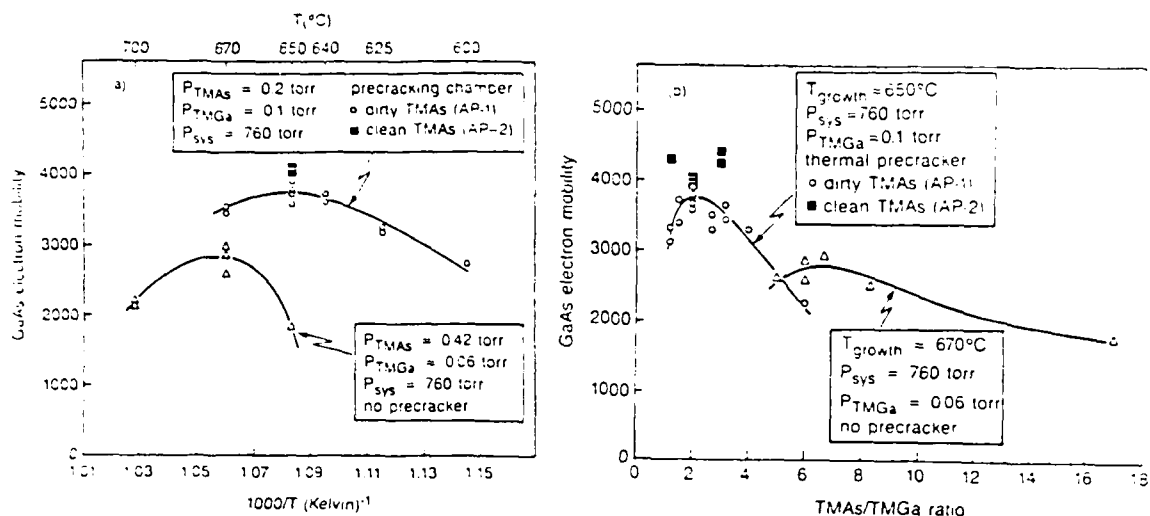 T(°C)
700 670 650 640 625 600
a)
P_TMAs = 0.2 torr precracking chamber
P_TMGa = 0.1 torr ○ dirty TMAs (AP-1)
P_sys = 760 torr ■ clean TMAs (AP-2)
5000
4000
3000
2000
1000
0
GaAs electron mobility
P_TMAs = 0.42 torr
P_TMGa = 0.06 torr
P_sys = 760 torr
no precracker
1.01 1.03 1.05 1.07 1.09 1.11 1.13 1.15
1000/T (Kelvin)⁻¹
(b)
T_growth = 650°C
P_sys = 760 torr
P_TMGa = 0.1 torr
thermal precracker
○ dirty TMAs (AP-1)
■ clean TMAs (AP-2)
5000
4000
3000
2000
1000
0
GaAs electron mobility
T_growth = 670°C
P_sys = 760 torr
P_TMGa = 0.06 torr
no precracker
0 2 4 6 8 10 12 14 16 18
TMAs/TMGa ratio